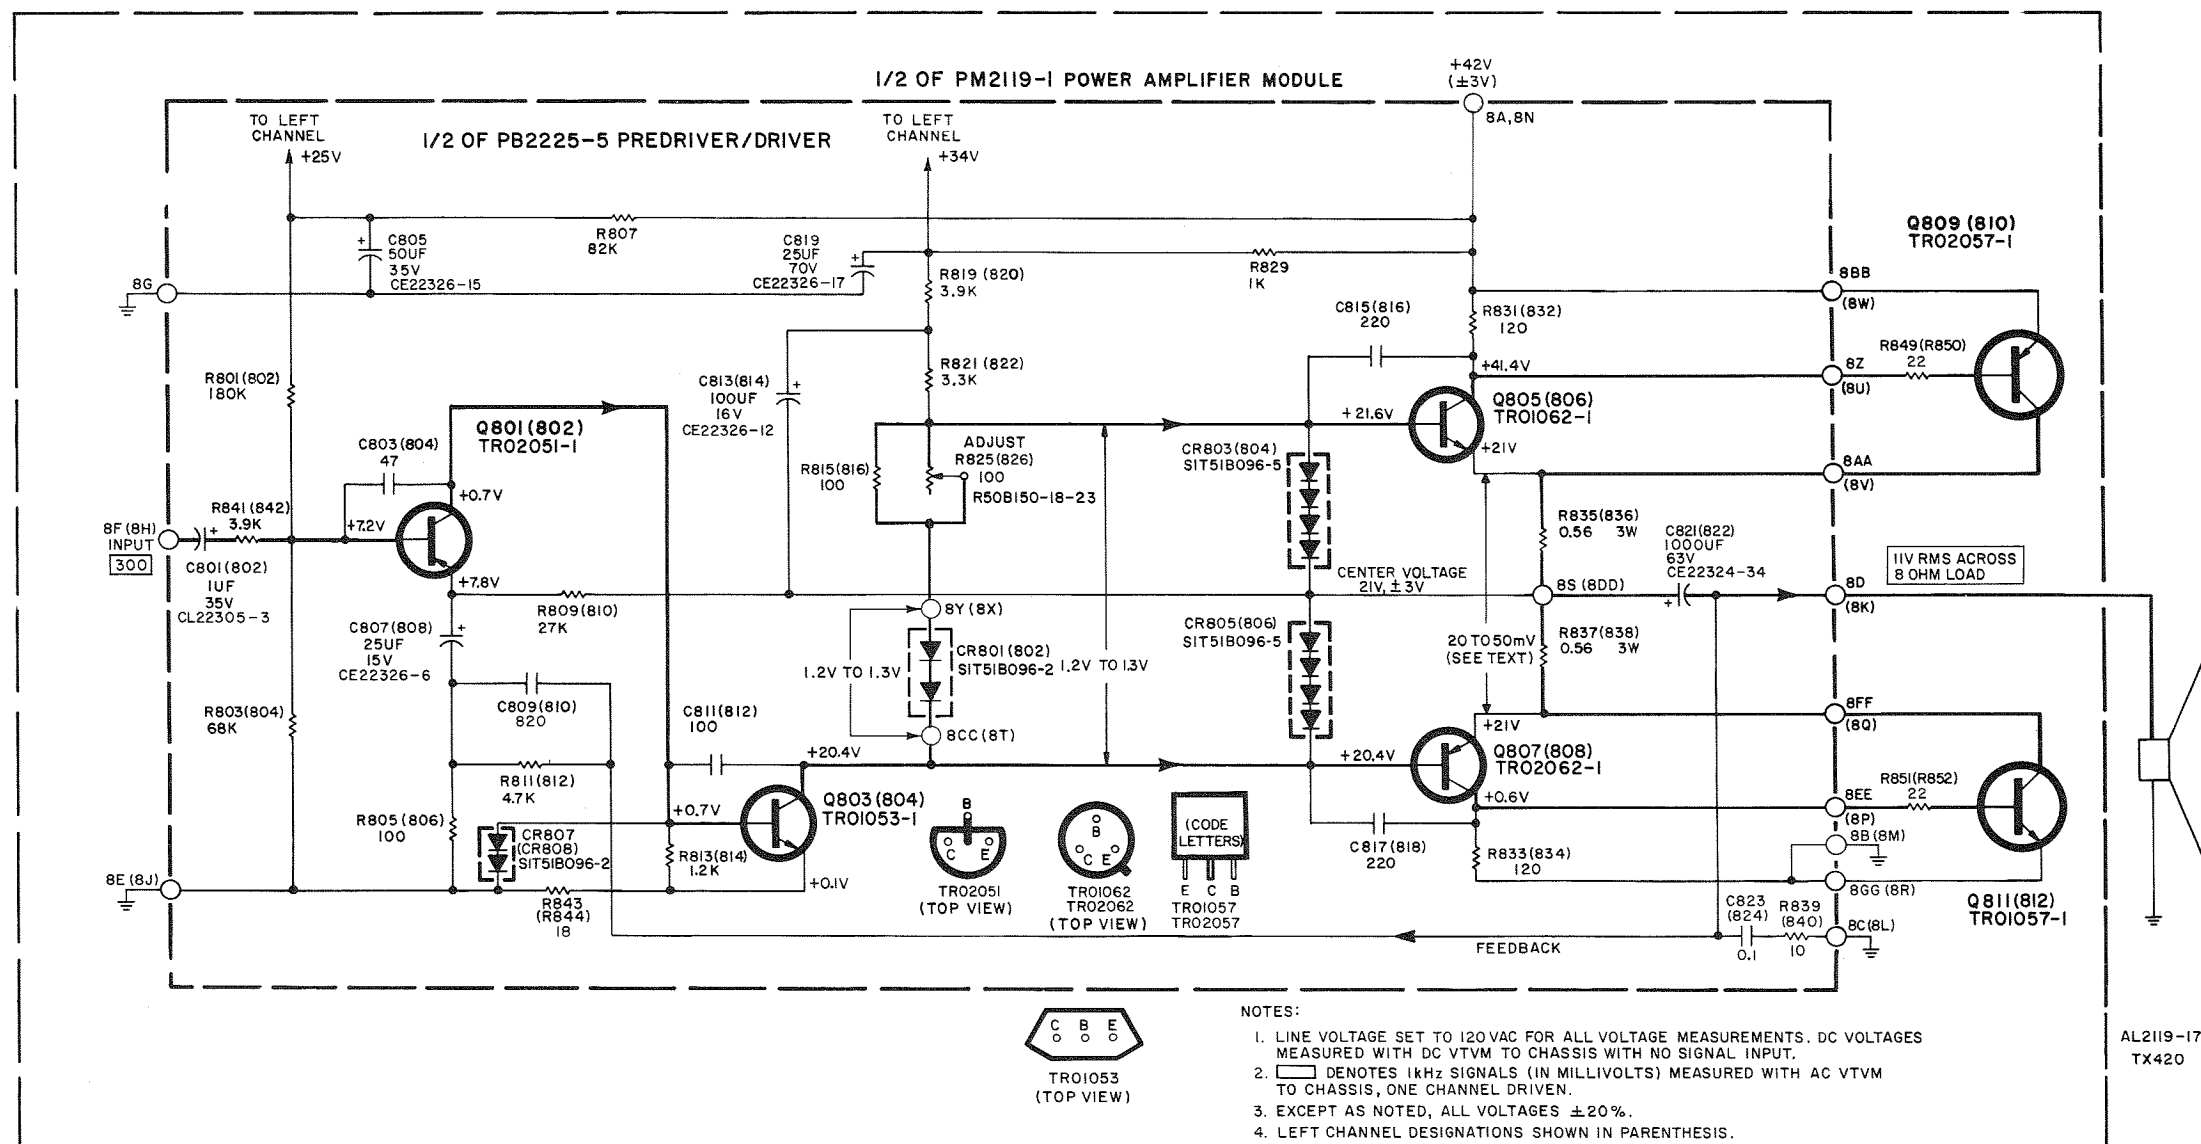 1/2 OF PM2119-1 POWER AMPLIFIER MODULE
+42V
(±3V)
8A,8N
TO LEFT
CHANNEL
+25V
1/2 OF PB2225-5 PREDRIVER/DRIVER
TO LEFT
CHANNEL
+34V
C805
50UF
35V
CE22326-15
R807
82K
C819
25UF
70V
CE22326-17
R829
1K
8G
R819 (820)
3.9K
Q809 (810)
TR02057-1
8BB
(8W)
R801(802)
180K
C813(814)
100UF
16V
CE22326-12
R821 (822)
3.3K
C815(816)
220
R831(832)
120
+41.4V
8Z
(8U)
R849(R850)
22
Q801(802)
TR02051-1
C803(804)
47
+0.7V
+7.2V
+7.8V
R815(816)
100
ADJUST
R825(826)
100
R50B150-18-23
+21.6V
Q805(806)
TR01062-1
+21V
CR803(804)
SIT51B096-5
8AA
(8V)
8F(8H)
INPUT
300
R841(842)
3.9K
C801(802)
1UF
35V
CL22305-3
R835(836)
0.56 3W
C821(822)
1000UF
63V
CE22324-34
11V RMS ACROSS
8 OHM LOAD
CENTER VOLTAGE
21V, ±3V
8S (8DD)
8D
(8K)
R809(810)
27K
8Y(8X)
C807(808)
25UF
15V
CE22326-6
CR801(802)
SIT51B096-2
1.2V TO 1.3V
1.2V TO 1.3V
CR805(806)
SIT51B096-5
20 TO 50mV
(SEE TEXT)
R837(838)
0.56 3W
C809(810)
820
R803(804)
68K
C811(812)
100
8CC(8T)
+20.4V
+20.4V
+21V
Q807(808)
TR02062-1
+0.6V
8FF
(8Q)
R811(812)
4.7K
R805(806)
100
CR807
(CR808)
SIT51B096-2
+0.7V
Q803(804)
TR01053-1
R813(814)
1.2K
+0.1V
B
C E
TR02051
(TOP VIEW)
B
C E
TR01062
TR02062
(TOP VIEW)
(CODE
LETTERS)
E C B
TR01057
TR02057
C817(818)
220
R833(834)
120
8EE
(8P)
R851(R852)
22
8B(8M)
8GG (8R)
Q811(812)
TR01057-1
8E(8J)
R843
(R844)
18
C823
(824)
0.1
R839
(840)
10
8C(8L)
FEEDBACK
C B E
TR01053
(TOP VIEW)
NOTES:
1. LINE VOLTAGE SET TO 120 VAC FOR ALL VOLTAGE MEASUREMENTS. DC VOLTAGES
MEASURED WITH DC VTVM TO CHASSIS WITH NO SIGNAL INPUT.
2. DENOTES 1kHz SIGNALS (IN MILLIVOLTS) MEASURED WITH AC VTVM
TO CHASSIS, ONE CHANNEL DRIVEN.
3. EXCEPT AS NOTED, ALL VOLTAGES ±20%.
4. LEFT CHANNEL DESIGNATIONS SHOWN IN PARENTHESIS.
AL2119-17
TX420